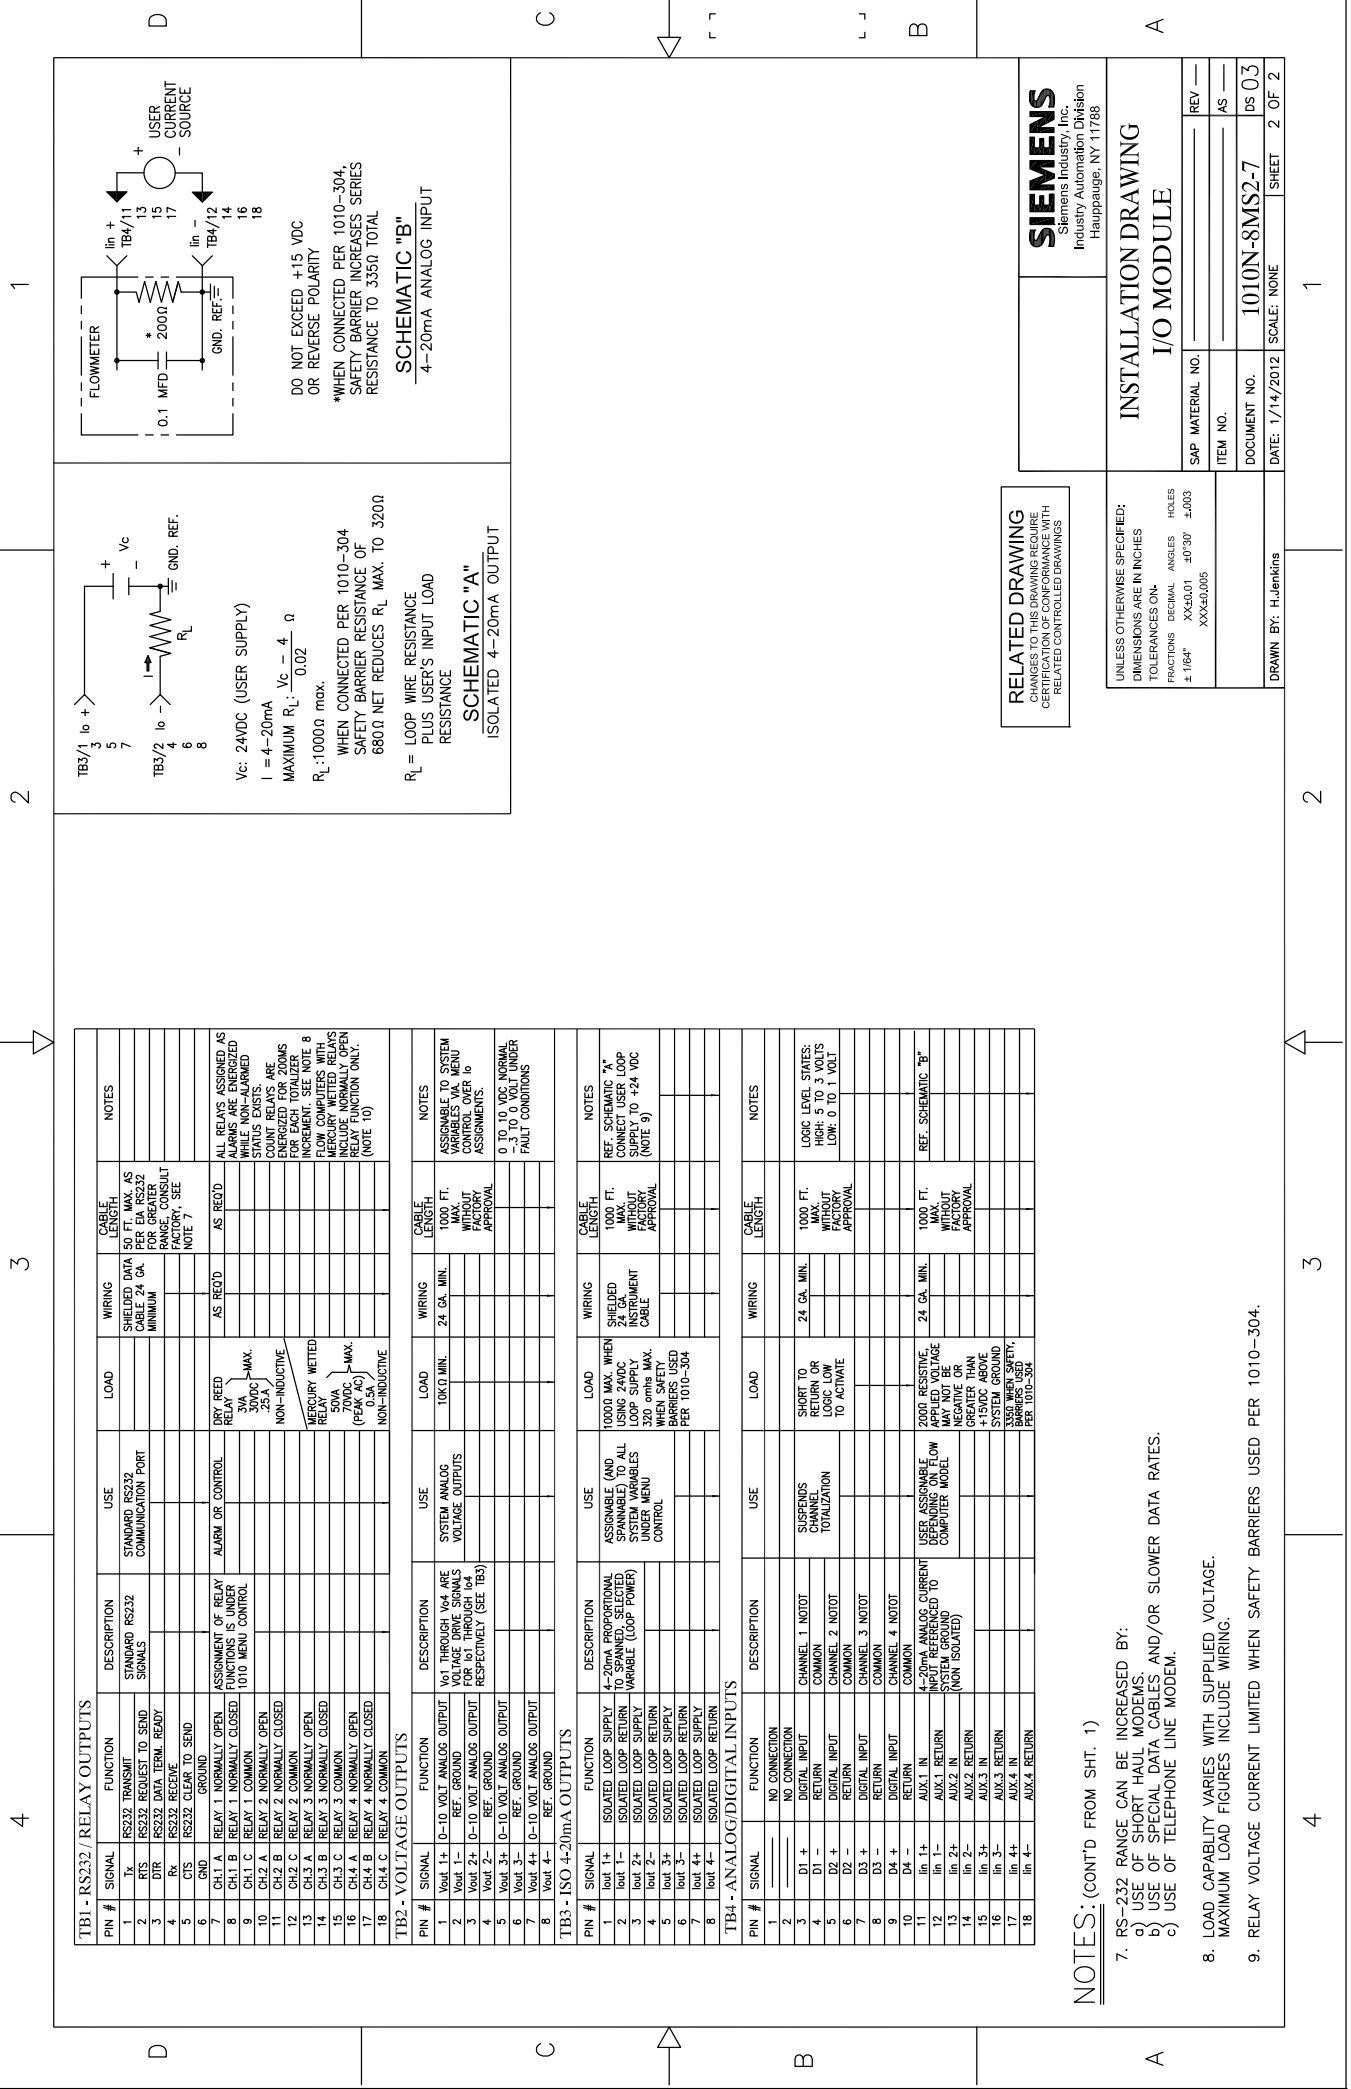 4
3
2
1
D
C
B
A
TB1 - RS232 / RELAY OUTPUTS
PIN # SIGNAL FUNCTION DESCRIPTION USE LOAD WIRING CABLE LENGTH NOTES
1 Tx RS232 TRANSMIT
2 RTS RS232 REQUEST TO SEND
3 DTR RS232 DATA TERM. READY
4 Rx RS232 RECEIVE
5 CTS RS232 CLEAR TO SEND
6 GND GROUND
7 CH.1 A RELAY 1 NORMALLY OPEN
8 CH.1 B RELAY 1 NORMALLY CLOSED
9 CH.1 C RELAY 1 COMMON
10 CH.2 A RELAY 2 NORMALLY OPEN
11 CH.2 B RELAY 2 NORMALLY CLOSED
12 CH.2 C RELAY 2 COMMON
13 CH.3 A RELAY 3 NORMALLY OPEN
14 CH.3 B RELAY 3 NORMALLY CLOSED
15 CH.3 C RELAY 3 COMMON
16 CH.4 A RELAY 4 NORMALLY OPEN
17 CH.4 B RELAY 4 NORMALLY CLOSED
18 CH.4 C RELAY 4 COMMON
STANDARD RS232
SIGNALS
ASSIGNMENT OF RELAY
FUNCTIONS IS UNDER
1010 MENU CONTROL
STANDARD RS232
COMMUNICATION PORT
ALARM OR CONTROL
DRY REED
RELAY
3VA
30VDC
.25A
MAX.
NON-INDUCTIVE
MERCURY WETTED
RELAY
50VA
70VDC
(PEAK AC)
0.5A
MAX.
NON-INDUCTIVE
SHIELDED DATA
CABLE 24 GA.
MINIMUM
AS REQ'D
50 FT. MAX. AS
PER EIA RS232
FOR GREATER
RANGE, CONSULT
FACTORY, SEE
NOTE 7
AS REQ'D
ALL RELAYS ASSIGNED AS
ALARMS ARE ENERGIZED
WHILE NON-ALARMED
STATUS EXISTS.
COUNT RELAYS ARE
ENERGIZED FOR 200MS
FOR EACH TOTALIZER
INCREMENT. SEE NOTE 8
FLOW COMPUTERS WITH
MERCURY WETTED RELAYS
INCLUDE NORMALLY OPEN
RELAY FUNCTION ONLY.
(NOTE 10)
TB2 - VOLTAGE OUTPUTS
PIN # SIGNAL FUNCTION DESCRIPTION USE LOAD WIRING CABLE LENGTH NOTES
1 Vout 1+ 0-10 VOLT ANALOG OUTPUT
2 Vout 1- REF. GROUND
3 Vout 2+ 0-10 VOLT ANALOG OUTPUT
4 Vout 2- REF. GROUND
5 Vout 3+ 0-10 VOLT ANALOG OUTPUT
6 Vout 3- REF. GROUND
7 Vout 4+ 0-10 VOLT ANALOG OUTPUT
8 Vout 4- REF. GROUND
Vo1 THROUGH Vo4 ARE
VOLTAGE DRIVE SIGNALS
FOR Io1 THROUGH Io4
RESPECTIVELY (SEE TB3)
SYSTEM ANALOG
VOLTAGE OUTPUTS
10KΩ MIN.
24 GA. MIN.
1000 FT.
MAX.
WITHOUT
FACTORY
APPROVAL
ASSIGNABLE TO SYSTEM
VARIABLES VIA. MENU
CONTROL OVER Io
ASSIGNMENTS.
0 TO 10 VDC NORMAL
-.3 TO 0 VOLT UNDER
FAULT CONDITIONS
TB3 - ISO 4-20mA OUTPUTS
PIN # SIGNAL FUNCTION DESCRIPTION USE LOAD WIRING CABLE LENGTH NOTES
1 Iout 1+ ISOLATED LOOP SUPPLY
2 Iout 1- ISOLATED LOOP RETURN
3 Iout 2+ ISOLATED LOOP SUPPLY
4 Iout 2- ISOLATED LOOP RETURN
5 Iout 3+ ISOLATED LOOP SUPPLY
6 Iout 3- ISOLATED LOOP RETURN
7 Iout 4+ ISOLATED LOOP SUPPLY
8 Iout 4- ISOLATED LOOP RETURN
4-20mA PROPORTIONAL
TO SPANNED, SELECTED
VARIABLE (LOOP POWER)
ASSIGNABLE (AND
SPANNABLE) TO ALL
SYSTEM VARIABLES
UNDER MENU
CONTROL
1000Ω MAX. WHEN
USING 24VDC
LOOP SUPPLY
320 omhs MAX.
WHEN SAFETY
BARRIERS USED
PER 1010-304
SHIELDED
24 GA.
INSTRUMENT
CABLE
1000 FT.
MAX.
WITHOUT
FACTORY
APPROVAL
REF. SCHEMATIC "A"
CONNECT USER LOOP
SUPPLY TO +24 VDC
(NOTE 9)
TB4 - ANALOG/DIGITAL INPUTS
PIN # SIGNAL FUNCTION DESCRIPTION USE LOAD WIRING CABLE LENGTH NOTES
1 NO CONNECTION
2 NO CONNECTION
3 D1 + DIGITAL INPUT CHANNEL 1 NOTOT
4 D1 - RETURN COMMON
5 D2 + DIGITAL INPUT CHANNEL 2 NOTOT
6 D2 - RETURN COMMON
7 D3 + DIGITAL INPUT CHANNEL 3 NOTOT
8 D3 - RETURN COMMON
9 D4 + DIGITAL INPUT CHANNEL 4 NOTOT
10 D4 - RETURN COMMON
11 Iin 1+ AUX.1 IN
12 Iin 1- AUX.1 RETURN
13 Iin 2+ AUX.2 IN
14 Iin 2- AUX.2 RETURN
15 Iin 3+ AUX.3 IN
16 Iin 3- AUX.3 RETURN
17 Iin 4+ AUX.4 IN
18 Iin 4- AUX.4 RETURN
4-20mA ANALOG CURRENT
INPUT REFERENCED TO
SYSTEM GROUND
(NON ISOLATED)
SUSPENDS
CHANNEL
TOTALIZATION
USER ASSIGNABLE
DEPENDING ON FLOW
COMPUTER MODEL
SHORT TO
RETURN OR
LOGIC LOW
TO ACTIVATE
200Ω RESISTIVE,
APPLIED VOLTAGE
MAY NOT BE
NEGATIVE OR
GREATER THAN
+15VDC ABOVE
SYSTEM GROUND
335Ω WHEN SAFETY,
BARRIERS USED
PER 1010-304
24 GA. MIN.
24 GA. MIN.
1000 FT.
MAX.
WITHOUT
FACTORY
APPROVAL
1000 FT.
MAX.
WITHOUT
FACTORY
APPROVAL
LOGIC LEVEL STATES:
HIGH: 5 TO 3 VOLTS
LOW: 0 TO 1 VOLT
REF. SCHEMATIC "B"
NOTES: (CONT'D FROM SHT. 1)
7. RS-232 RANGE CAN BE INCREASED BY:
a) USE OF SHORT HAUL MODEMS.
b) USE OF SPECIAL DATA CABLES AND/OR SLOWER DATA RATES.
c) USE OF TELEPHONE LINE MODEM.
8. LOAD CAPABLITY VARIES WITH SUPPLIED VOLTAGE.
MAXIMUM LOAD FIGURES INCLUDE WIRING.
9. RELAY VOLTAGE CURRENT LIMITED WHEN SAFETY BARRIERS USED PER 1010-304.
TB3/1 Io +
3
5
7
TB3/2 Io -
4
6
8
I
RL
+
Vc
-
GND. REF.
Vc: 24VDC (USER SUPPLY)
I =4-20mA
MAXIMUM RL: Vc - 4 Ω
0.02
RL:1000Ω max.
WHEN CONNECTED PER 1010-304
SAFETY BARRIER RESISTANCE OF
680Ω NET REDUCES RL MAX. TO 320Ω
RL= LOOP WIRE RESISTANCE
PLUS USER'S INPUT LOAD
RESISTANCE
SCHEMATIC "A"
ISOLATED 4-20mA OUTPUT
FLOWMETER
0.1 MFD
*
200Ω
GND. REF.
Iin +
TB4/11
13
15
17
Iin -
TB4/12
14
16
18
+
-
USER
CURRENT
SOURCE
DO NOT EXCEED +15 VDC
OR REVERSE POLARITY
*WHEN CONNECTED PER 1010-304,
SAFETY BARRIER INCREASES SERIES
RESISTANCE TO 335Ω TOTAL
SCHEMATIC "B"
4-20mA ANALOG INPUT
RELATED DRAWING
CHANGES TO THIS DRAWING REQUIRE
CERTIFICATION OF CONFORMANCE WITH
RELATED CONTROLLED DRAWINGS
SIEMENS
Siemens Industry, Inc.
Industry Automation Division
Hauppauge, NY 11788
UNLESS OTHERWISE SPECIFIED:
DIMENSIONS ARE IN INCHES
TOLERANCES ON-
FRACTIONS DECIMAL ANGLES HOLES
± 1/64" XX±0.01 ±0°30' ±.003
XXX±0.005
DRAWN BY: H.Jenkins
INSTALLATION DRAWING
I/O MODULE
SAP MATERIAL NO. REV
ITEM NO. AS
DOCUMENT NO. 1010N-8MS2-7 DS 03
DATE: 1/14/2012 SCALE: NONE SHEET 2 OF 2
4
3
2
1
D
C
B
A